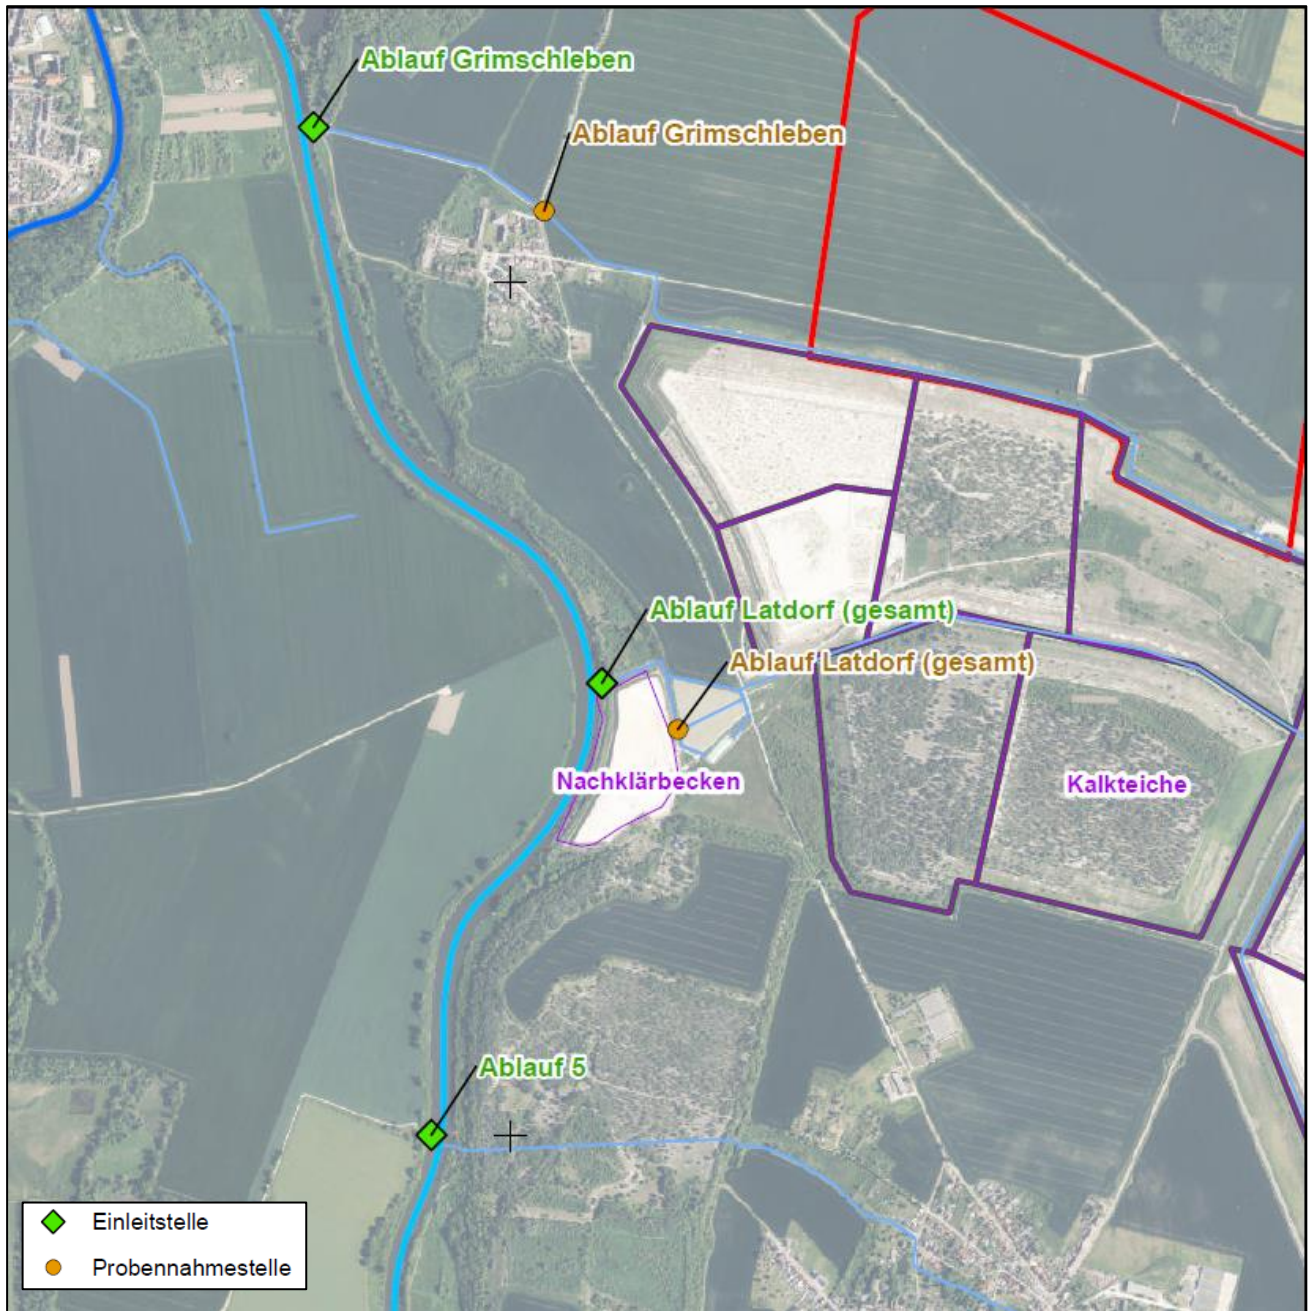 Ablauf Grimschleben
Ablauf Grimschleben
Ablauf Latdorf (gesamt)
Ablauf Latdorf (gesamt)
Nachklärbecken
Kalkteiche
Ablauf 5
Einleitstelle
Probennahmestelle